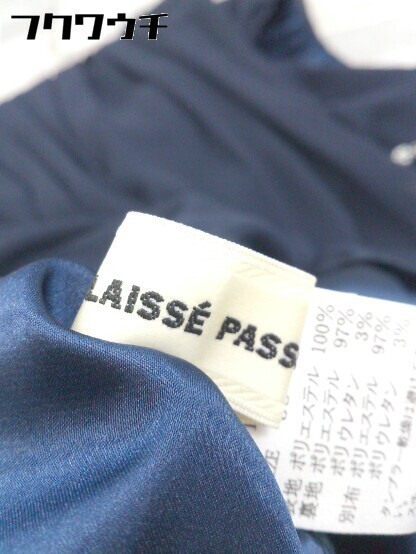 フクワウチ
LAISSÉ PASS
ポリエステル 100%
ポリエステル 97%
ポリウレタン 3%
別布 ポリエステル 97%
ポリウレタン 3%